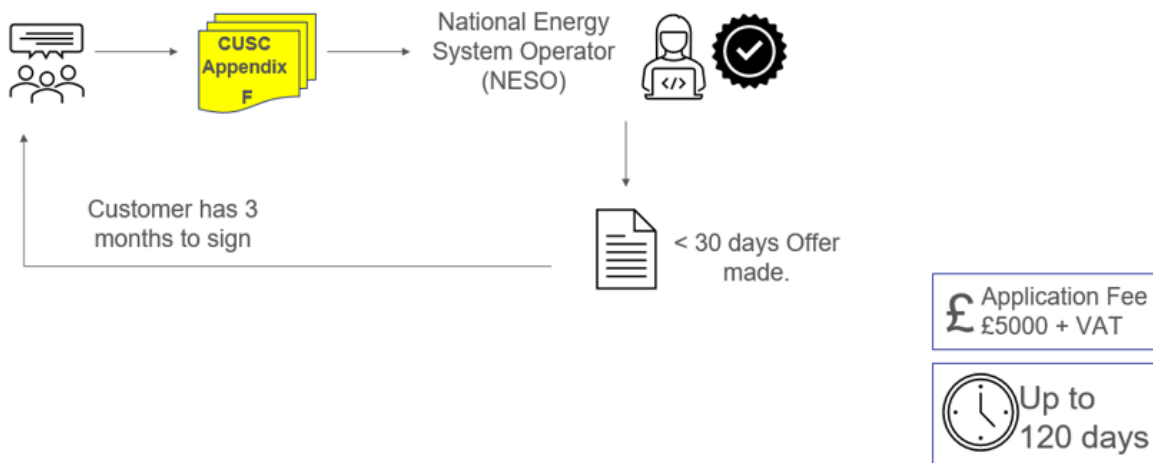 CUSC
Appendix
F
National Energy
System Operator
(NESO)
</>
Customer has 3
months to sign
< 30 days Offer
made.
£ Application Fee
£5000 + VAT
Up to
120 days